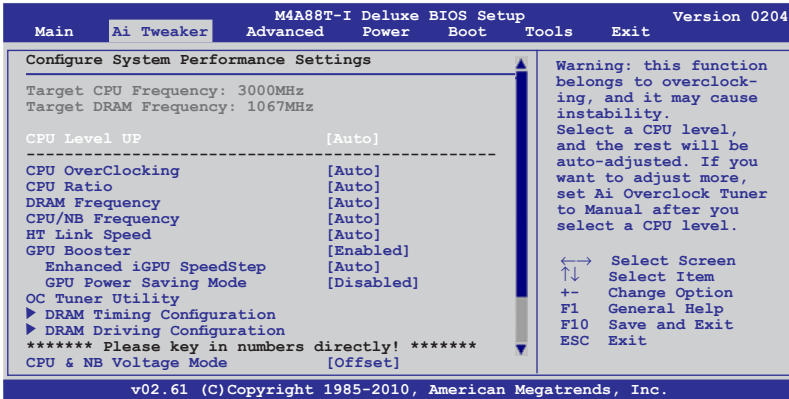 M4A88T-I Deluxe BIOS Setup Version 0204
Main Ai Tweaker Advanced Power Boot Tools Exit
Configure System Performance Settings
Target CPU Frequency: 3000MHz
Target DRAM Frequency: 1067MHz
CPU Level UP [Auto]
--------------------------------------------------
CPU OverClocking [Auto]
CPU Ratio [Auto]
DRAM Frequency [Auto]
CPU/NB Frequency [Auto]
HT Link Speed [Auto]
GPU Booster [Enabled]
Enhanced iGPU SpeedStep [Auto]
GPU Power Saving Mode [Disabled]
OC Tuner Utility
DRAM Timing Configuration
DRAM Driving Configuration
******* Please key in numbers directly! *******
CPU & NB Voltage Mode [Offset]
Warning: this function
belongs to overclock-
ing, and it may cause
instability.
Select a CPU level,
and the rest will be
auto-adjusted. If you
want to adjust more,
set Ai Overclock Tuner
to Manual after you
select a CPU level.
←→ Select Screen
↑↓ Select Item
+- Change Option
F1 General Help
F10 Save and Exit
ESC Exit
v02.61 (C)Copyright 1985-2010, American Megatrends, Inc.